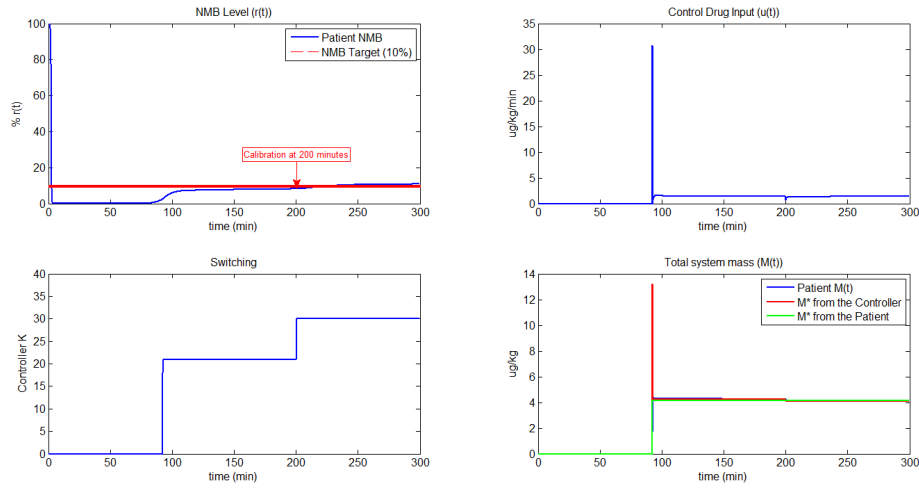 NMB Level (r(t))
100
80
60
40
20
0
% r(t)
Patient NMB
NMB Target (10%)
Calibration at 200 minutes
0 50 100 150 200 250 300
time (min)
Control Drug Input (u(t))
35
30
25
20
15
10
5
0
ug/kg/min
0 50 100 150 200 250 300
time (min)
Switching
40
35
30
25
20
15
10
5
0
Controller K
0 50 100 150 200 250 300
time (min)
Total system mass (M(t))
14
12
10
8
6
4
2
0
ug/kg
Patient M(t)
M* from the Controller
M* from the Patient
0 50 100 150 200 250 300
time (min)